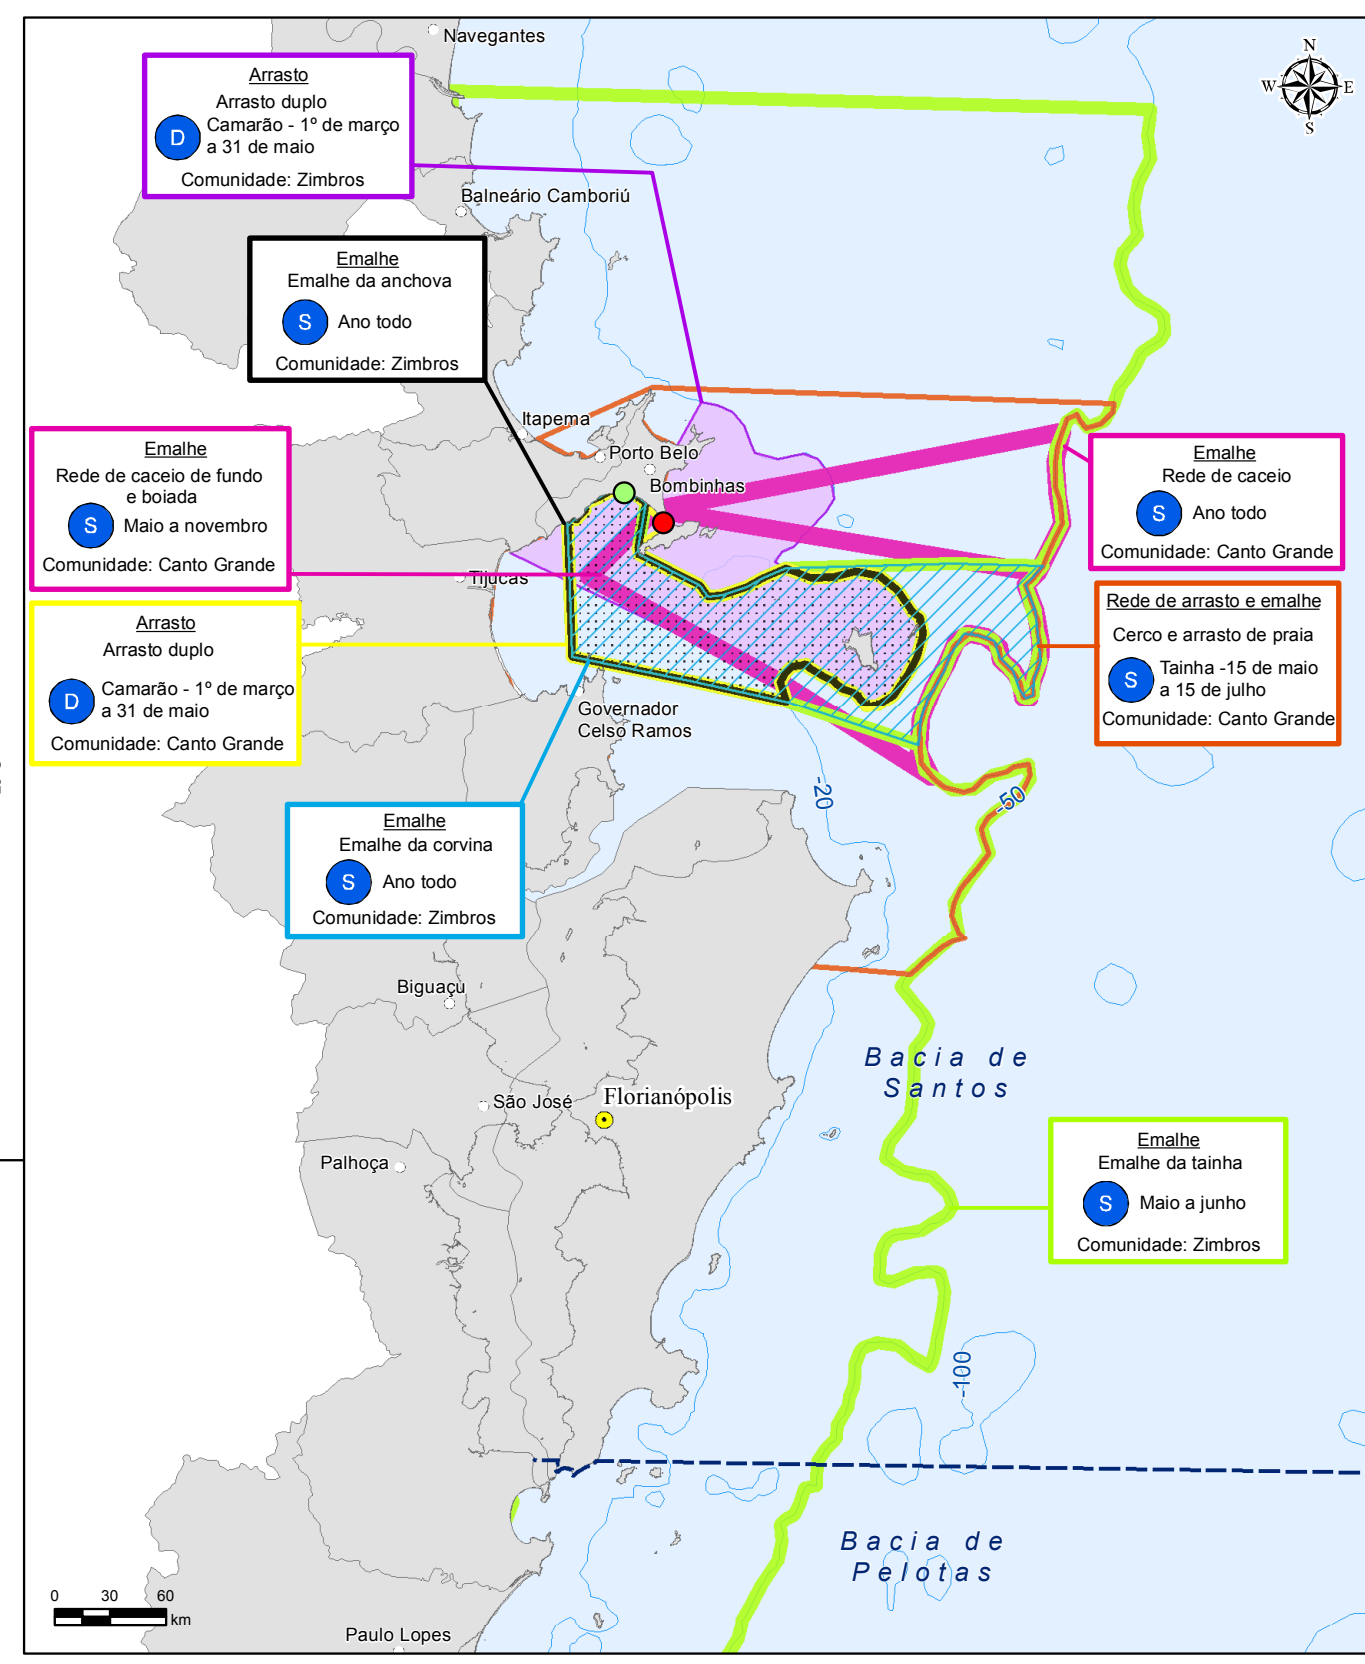 Navegantes
N
W
E
S
Arrasto
Arrasto duplo
D
Camarão - 1º de março
a 31 de maio
Comunidade: Zimbros
Balneário Camboriú
Emalhe
Emalhe da anchova
S
Ano todo
Comunidade: Zimbros
Itapema
Porto Belo
Bombinhas
Emalhe
Rede de caceio de fundo
e boiada
S
Maio a novembro
Comunidade: Canto Grande
Emalhe
Rede de caceio
S
Ano todo
Comunidade: Canto Grande
Tijucas
Arrasto
Arrasto duplo
D
Camarão - 1º de março
a 31 de maio
Comunidade: Canto Grande
Rede de arrasto e emalhe
Cerco e arrasto de praia
S
Tainha -15 de maio
a 15 de julho
Comunidade: Canto Grande
Governador
Celso Ramos
-20
-50
Emalhe
Emalhe da corvina
S
Ano todo
Comunidade: Zimbros
Biguaçu
Bacia de
Santos
São José
Florianópolis
Palhoça
Emalhe
Emalhe da tainha
S
Maio a junho
Comunidade: Zimbros
-100
Bacia de
Pelotas
0 30 60
km
Paulo Lopes